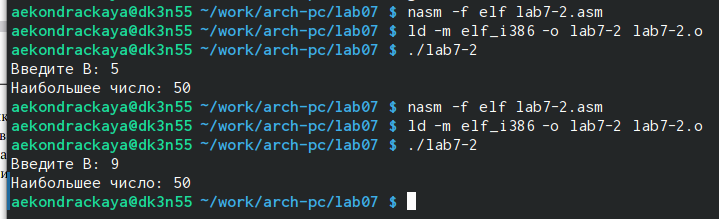 aekondrackaya@dk3n55 ~/work/arch-pc/lab07 $ nasm -f elf lab7-2.asm
aekondrackaya@dk3n55 ~/work/arch-pc/lab07 $ ld -m elf_i386 -o lab7-2 lab7-2.o
aekondrackaya@dk3n55 ~/work/arch-pc/lab07 $ ./lab7-2
Введите B: 5
Наибольшее число: 50
aekondrackaya@dk3n55 ~/work/arch-pc/lab07 $ nasm -f elf lab7-2.asm
aekondrackaya@dk3n55 ~/work/arch-pc/lab07 $ ld -m elf_i386 -o lab7-2 lab7-2.o
aekondrackaya@dk3n55 ~/work/arch-pc/lab07 $ ./lab7-2
Введите B: 9
Наибольшее число: 50
aekondrackaya@dk3n55 ~/work/arch-pc/lab07 $